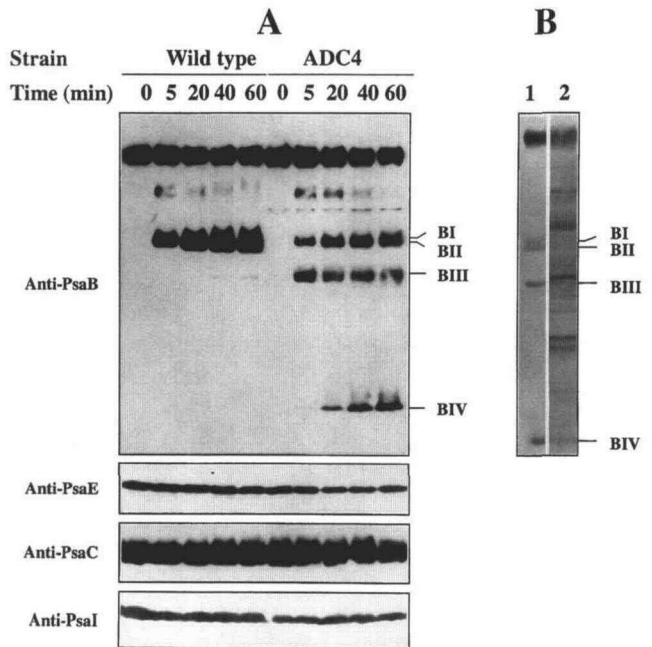 A
B
Strain Wild type ADC4
Time (min) 0 5 20 40 60 0 5 20 40 60
1 2
BI
BII
BIII
BIV
Anti-PsaB
BI
BII
BIII
BIV
Anti-PsaE
Anti-PsaC
Anti-PsaI